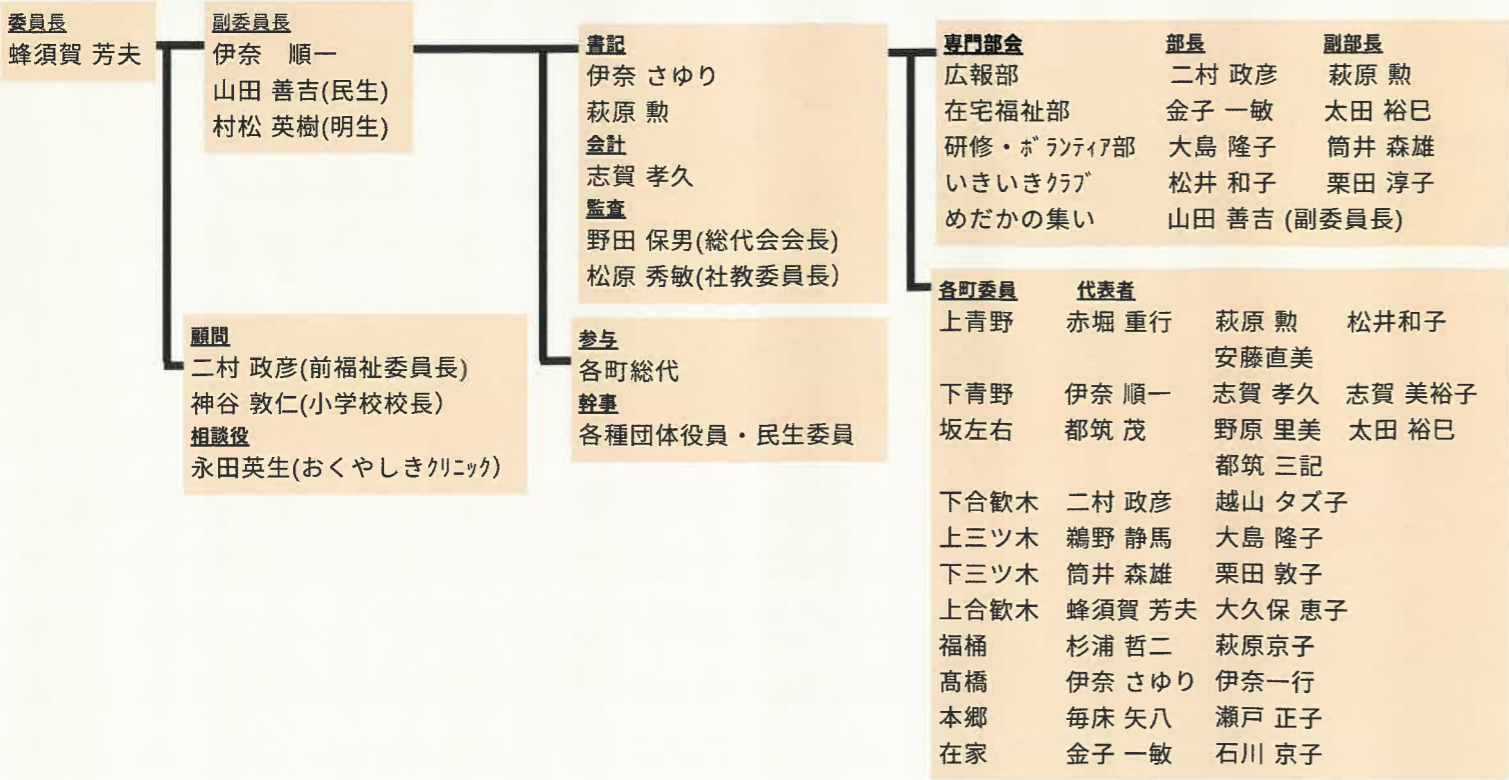 委員長
蜂須賀 芳夫
副委員長
伊奈　順一
山田 善吉(民生)
村松 英樹(明生)
顧問
二村 政彦(前福祉委員長)
神谷 敦仁(小学校校長)
相談役
永田英生(おくやしきｸﾘﾆｯｸ)
書記
伊奈 さゆり
萩原 勲
会計
志賀 孝久
監査
野田 保男(総代会会長)
松原 秀敏(社教委員長)
参与
各町総代
幹事
各種団体役員・民生委員
専門部会 部長 副部長
広報部 二村 政彦 萩原 勲
在宅福祉部 金子 一敏 太田 裕巳
研修・ﾎﾞﾗﾝﾃｨｱ部 大島 隆子 筒井 森雄
いきいきｸﾗﾌﾞ 松井 和子 栗田 淳子
めだかの集い 山田 善吉 (副委員長)
各町委員 代表者
上青野 赤堀 重行 萩原 勲 松井和子
安藤直美
下青野 伊奈 順一 志賀 孝久 志賀 美裕子
坂左右 都筑 茂 野原 里美 太田 裕巳
都筑 三記
下合歓木 二村 政彦 越山 タズ子
上三ツ木 鵜野 静馬 大島 隆子
下三ツ木 筒井 森雄 栗田 敦子
上合歓木 蜂須賀 芳夫 大久保 恵子
福桶 杉浦 哲二 萩原京子
髙橋 伊奈 さゆり 伊奈一行
本郷 毎床 矢八 瀬戸 正子
在家 金子 一敏 石川 京子